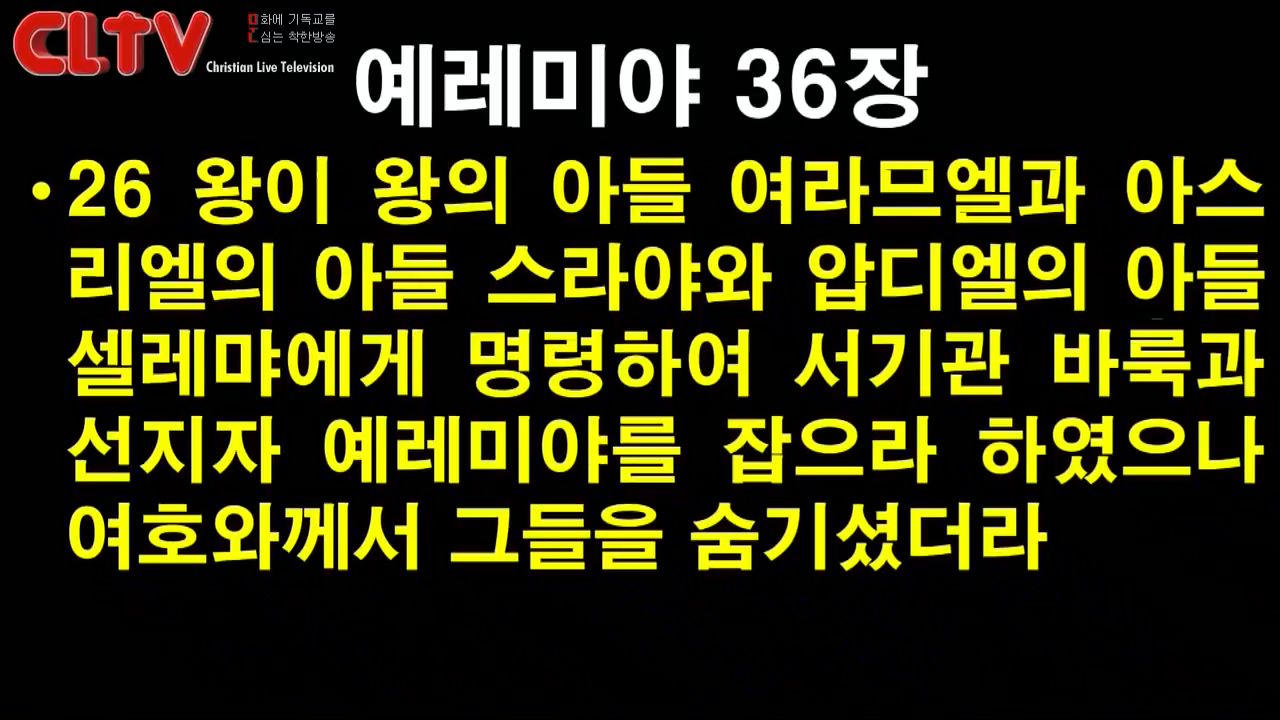 CLTV
문화에 기독교를
심는 착한방송
Christian Live Television
예레미야 36장
• 26 왕이 왕의 아들 여라므엘과 아스
리엘의 아들 스라야와 압디엘의 아들
셀레먀에게 명령하여 서기관 바룩과
선지자 예레미야를 잡으라 하였으나
여호와께서 그들을 숨기셨더라